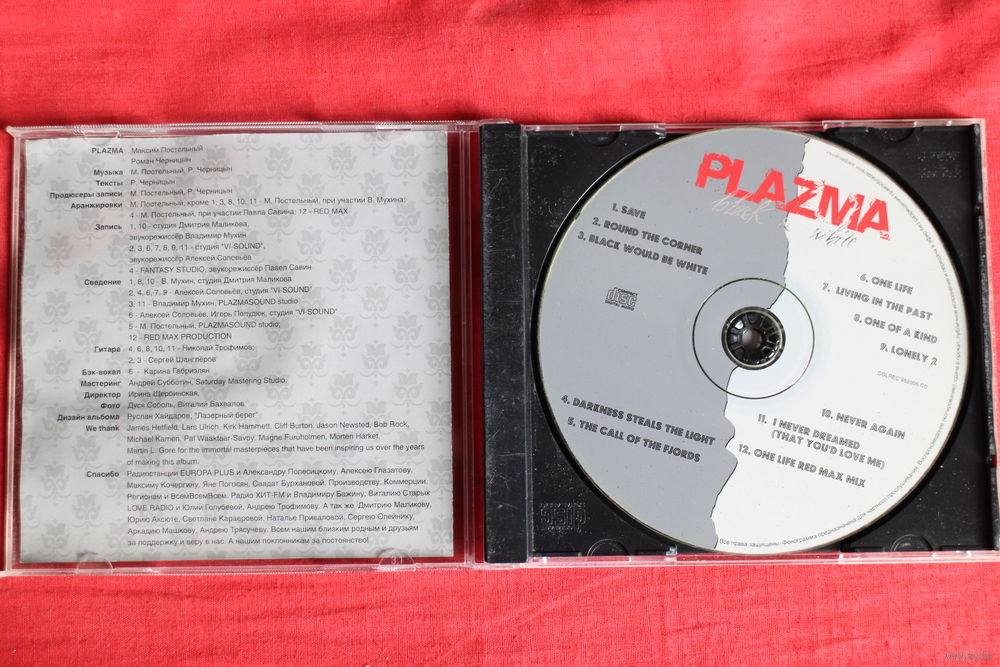 PLAZMA Максим Постельный
Роман Черницын
Музыка М. Постельный, Р. Черницын
Тексты Р. Черницын
Продюсеры записи М. Постельный, Р. Черницын
Аранжировки М. Постельный, кроме 1, 3, 8, 10, 11 - М. Постельный, при участии В. Мухина;
4 - М. Постельный, при участии Павла Савина; 12 - RED MAX
Запись 1, 10 - студия Дмитрия Маликова,
звукорежиссёр Владимир Мухин
2, 3, 6, 7, 8, 9, 11 - студия "VI-SOUND",
звукорежиссёр Алексей Соловьёв
4 - FANTASY STUDIO, звукорежиссёр Павел Савин
Сведение 1, 8, 10 - В. Мухин, студия Дмитрия Маликова
2, 4, 6, 7, 9 - Алексей Соловьёв, студия "VI-SOUND"
3, 11 - Владимир Мухин, PLAZMASOUND studio
6 - Алексей Соловьёв, Игорь Полудюк, студия "VI-SOUND"
5 - М. Постельный, PLAZMASOUND studio;
12 - RED MAX PRODUCTION
Гитара 4, 6, 8, 10, 11 - Николай Трофимов;
2, 3 - Сергей Шанглёров
Бэк-вокал 6 - Карина Габриэлян
Мастеринг Андрей Субботин, Saturday Mastering Studio.
Директор Ирина Щербинская.
Фото Дуся Соболь, Виталий Бахвалов
Дизайн альбома Руслан Хайдаров, "Лазерный берег"
We thank James Hetfield, Lars Ulrich, Kirk Hammett, Cliff Burton, Jason Newsted, Bob Rock,
Michael Kamen, Pal Waaktaar-Savoy, Magne Furuholmen, Morten Harket,
Martin L. Gore for the immortal masterpieces that have been inspiring us over the years
of making this album.
Спасибо Радиостанции EUROPA PLUS и Александру Полесицкому, Алексею Глазатову,
Максиму Кочергину, Яне Погосян, Саадат Бурхановой. Производству, Коммерции,
Регионам и ВсемВсемВсем. Радио ХИТ-FM и Владимиру Бажину, Виталию Старых
LOVE RADIO и Юлии Голубевой, Андрею Трофимову. А так же Дмитрию Маликову,
Юрию Аксюте, Светлане Караеровой, Наталье Приваловой, Сергею Олейнику,
Аркадию Машкову, Андрею Трясучеву. Всем нашим близким родным и друзьям
за поддержку и веру в нас. А нашим поклонникам за постоянство!
PLAZMA
black white
1. SAVE
2. ROUND THE CORNER
3. BLACK WOULD BE WHITE
4. DARKNESS STEALS THE LIGHT
5. THE CALL OF THE FJORDS
6. ONE LIFE
7. LIVING IN THE PAST
8. ONE OF A KIND
9. LONELY 2
CDLREC 952006 CD
10. NEVER AGAIN
11. I NEVER DREAMED
(THAT YOU'D LOVE ME)
12. ONE LIFE RED MAX MIX
disc
Все права защищены. Фонограмма предназначена для частного прослушивания.